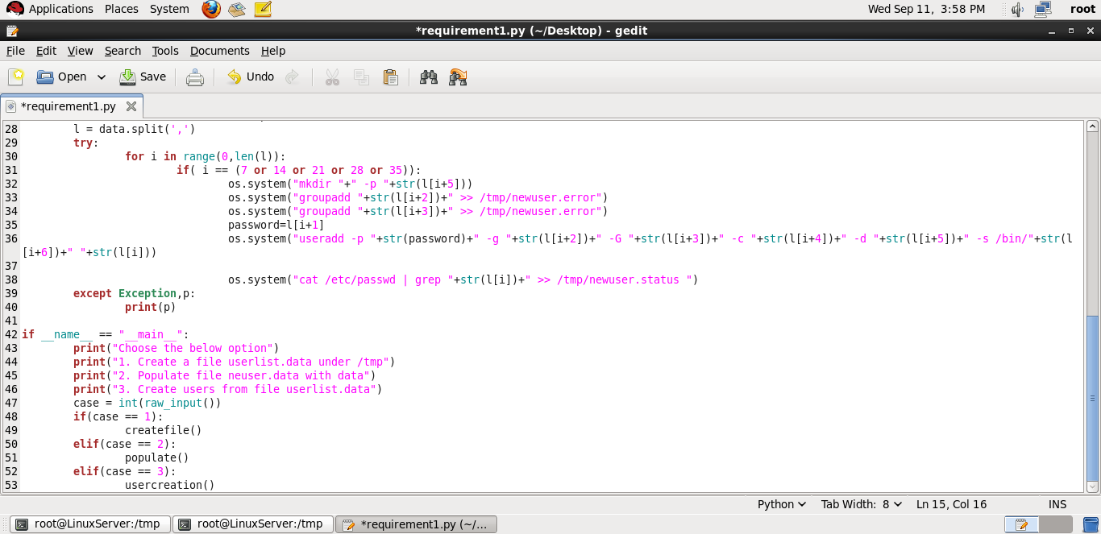 Applications Places System Wed Sep 11, 3:58 PM root
*requirement1.py (~/Desktop) - gedit
File Edit View Search Tools Documents Help
Open Save Undo
*requirement1.py
28 l = data.split(',')
29 try:
30 for i in range(0,len(l)):
31 if( i == (7 or 14 or 21 or 28 or 35)):
32 os.system("mkdir "+" -p "+str(l[i+5]))
33 os.system("groupadd "+str(l[i+2])+" >> /tmp/newuser.error")
34 os.system("groupadd "+str(l[i+3])+" >> /tmp/newuser.error")
35 password=l[i+1]
36 os.system("useradd -p "+str(password)+" -g "+str(l[i+2])+" -G "+str(l[i+3])+" -c "+str(l[i+4])+" -d "+str(l[i+5])+" -s /bin/"+str(l
[i+6])+" "+str(l[i]))
37
38 os.system("cat /etc/passwd | grep "+str(l[i])+" >> /tmp/newuser.status ")
39 except Exception,p:
40 print(p)
41
42 if __name__ == "__main__":
43 print("Choose the below option")
44 print("1. Create a file userlist.data under /tmp")
45 print("2. Populate file neuser.data with data")
46 print("3. Create users from file userlist.data")
47 case = int(raw_input())
48 if(case == 1):
49 createfile()
50 elif(case == 2):
51 populate()
52 elif(case == 3):
53 usercreation()
Python Tab Width: 8 Ln 15, Col 16 INS
root@LinuxServer:/tmp root@LinuxServer:/tmp *requirement1.py (~/...